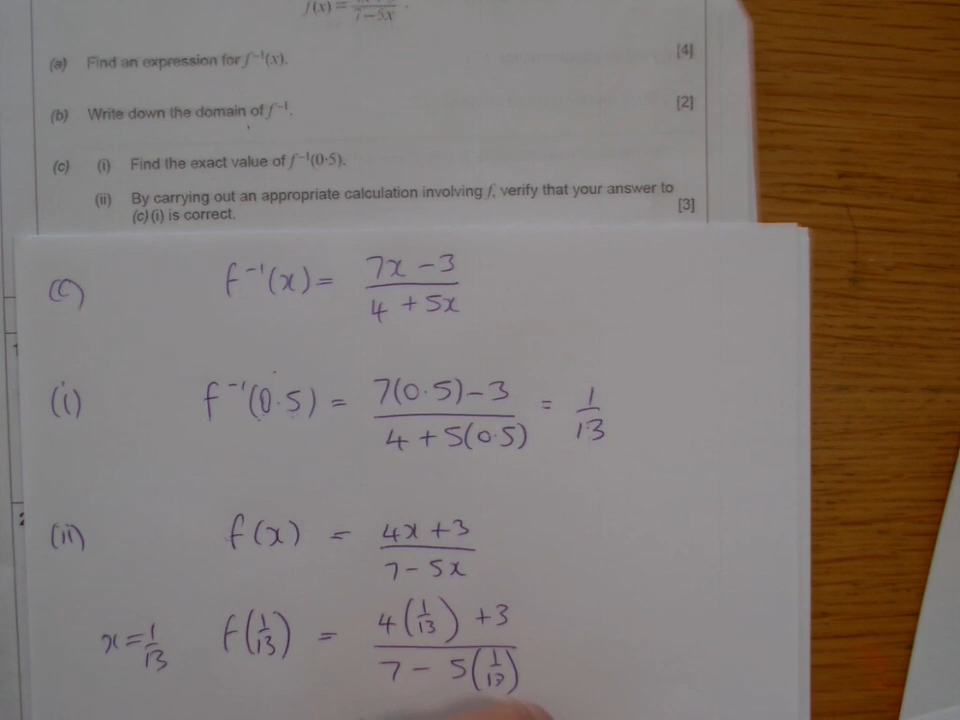 f(x) = 7-5x .
(a) Find an expression for f⁻¹(x). [4]
(b) Write down the domain of f⁻¹. [2]
(c) (i) Find the exact value of f⁻¹(0·5).
(ii) By carrying out an appropriate calculation involving f, verify that your answer to
(c)(i) is correct. [3]
(c) f⁻¹(x) = (7x - 3)/(4 + 5x)
(i) f⁻¹(0·5) = (7(0·5) - 3)/(4 + 5(0·5)) = 1/13
(ii) f(x) = (4x + 3)/(7 - 5x)
x = 1/13 f(1/13) = (4(1/13) + 3)/(7 - 5(1/13))